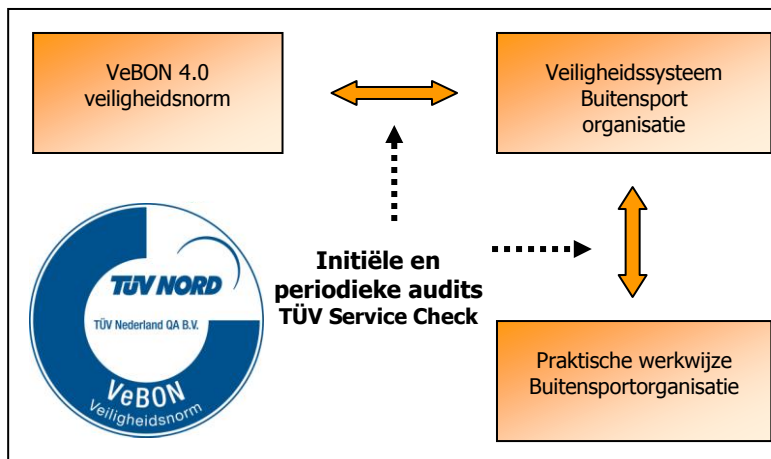 VeBON 4.0
veiligheidsnorm
Veiligheidssysteem
Buitensport
organisatie
Initiële en
periodieke audits
TÜV Service Check
TÜV NORD
TÜV Nederland QA B.V.
VeBON
Veiligheidsnorm
Praktische werkwijze
Buitensportorganisatie